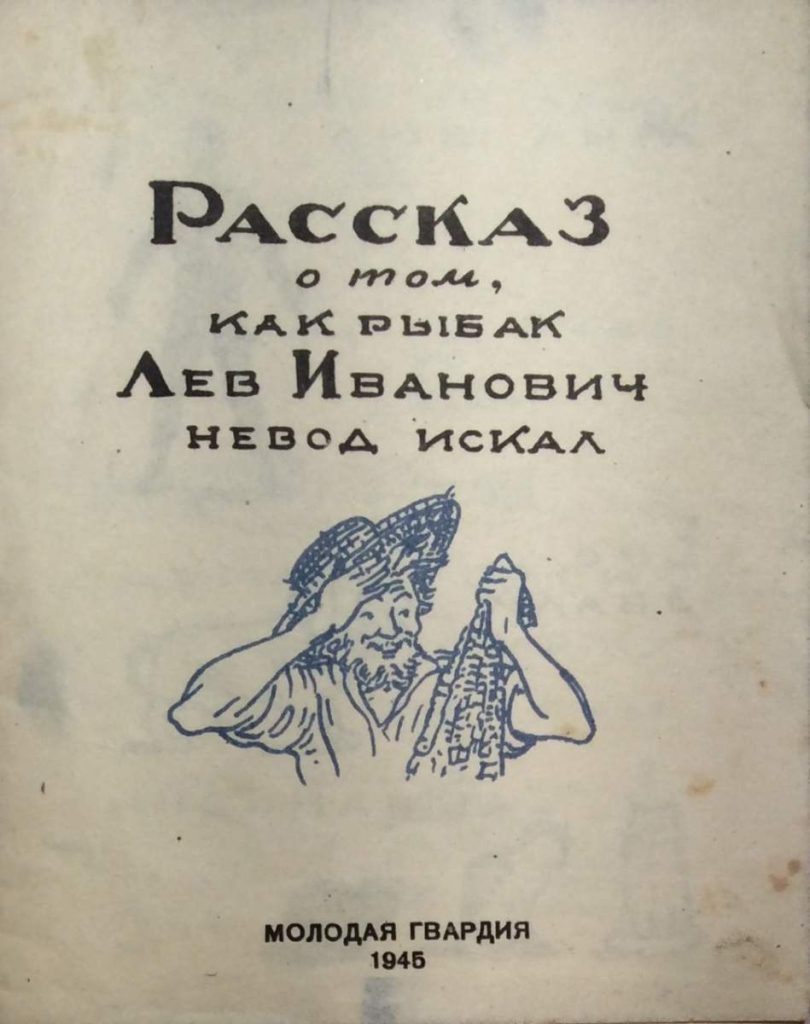 Рассказ
о том,
как рыбак
Лев Иванович
невод искал
МОЛОДАЯ ГВАРДИЯ
1945